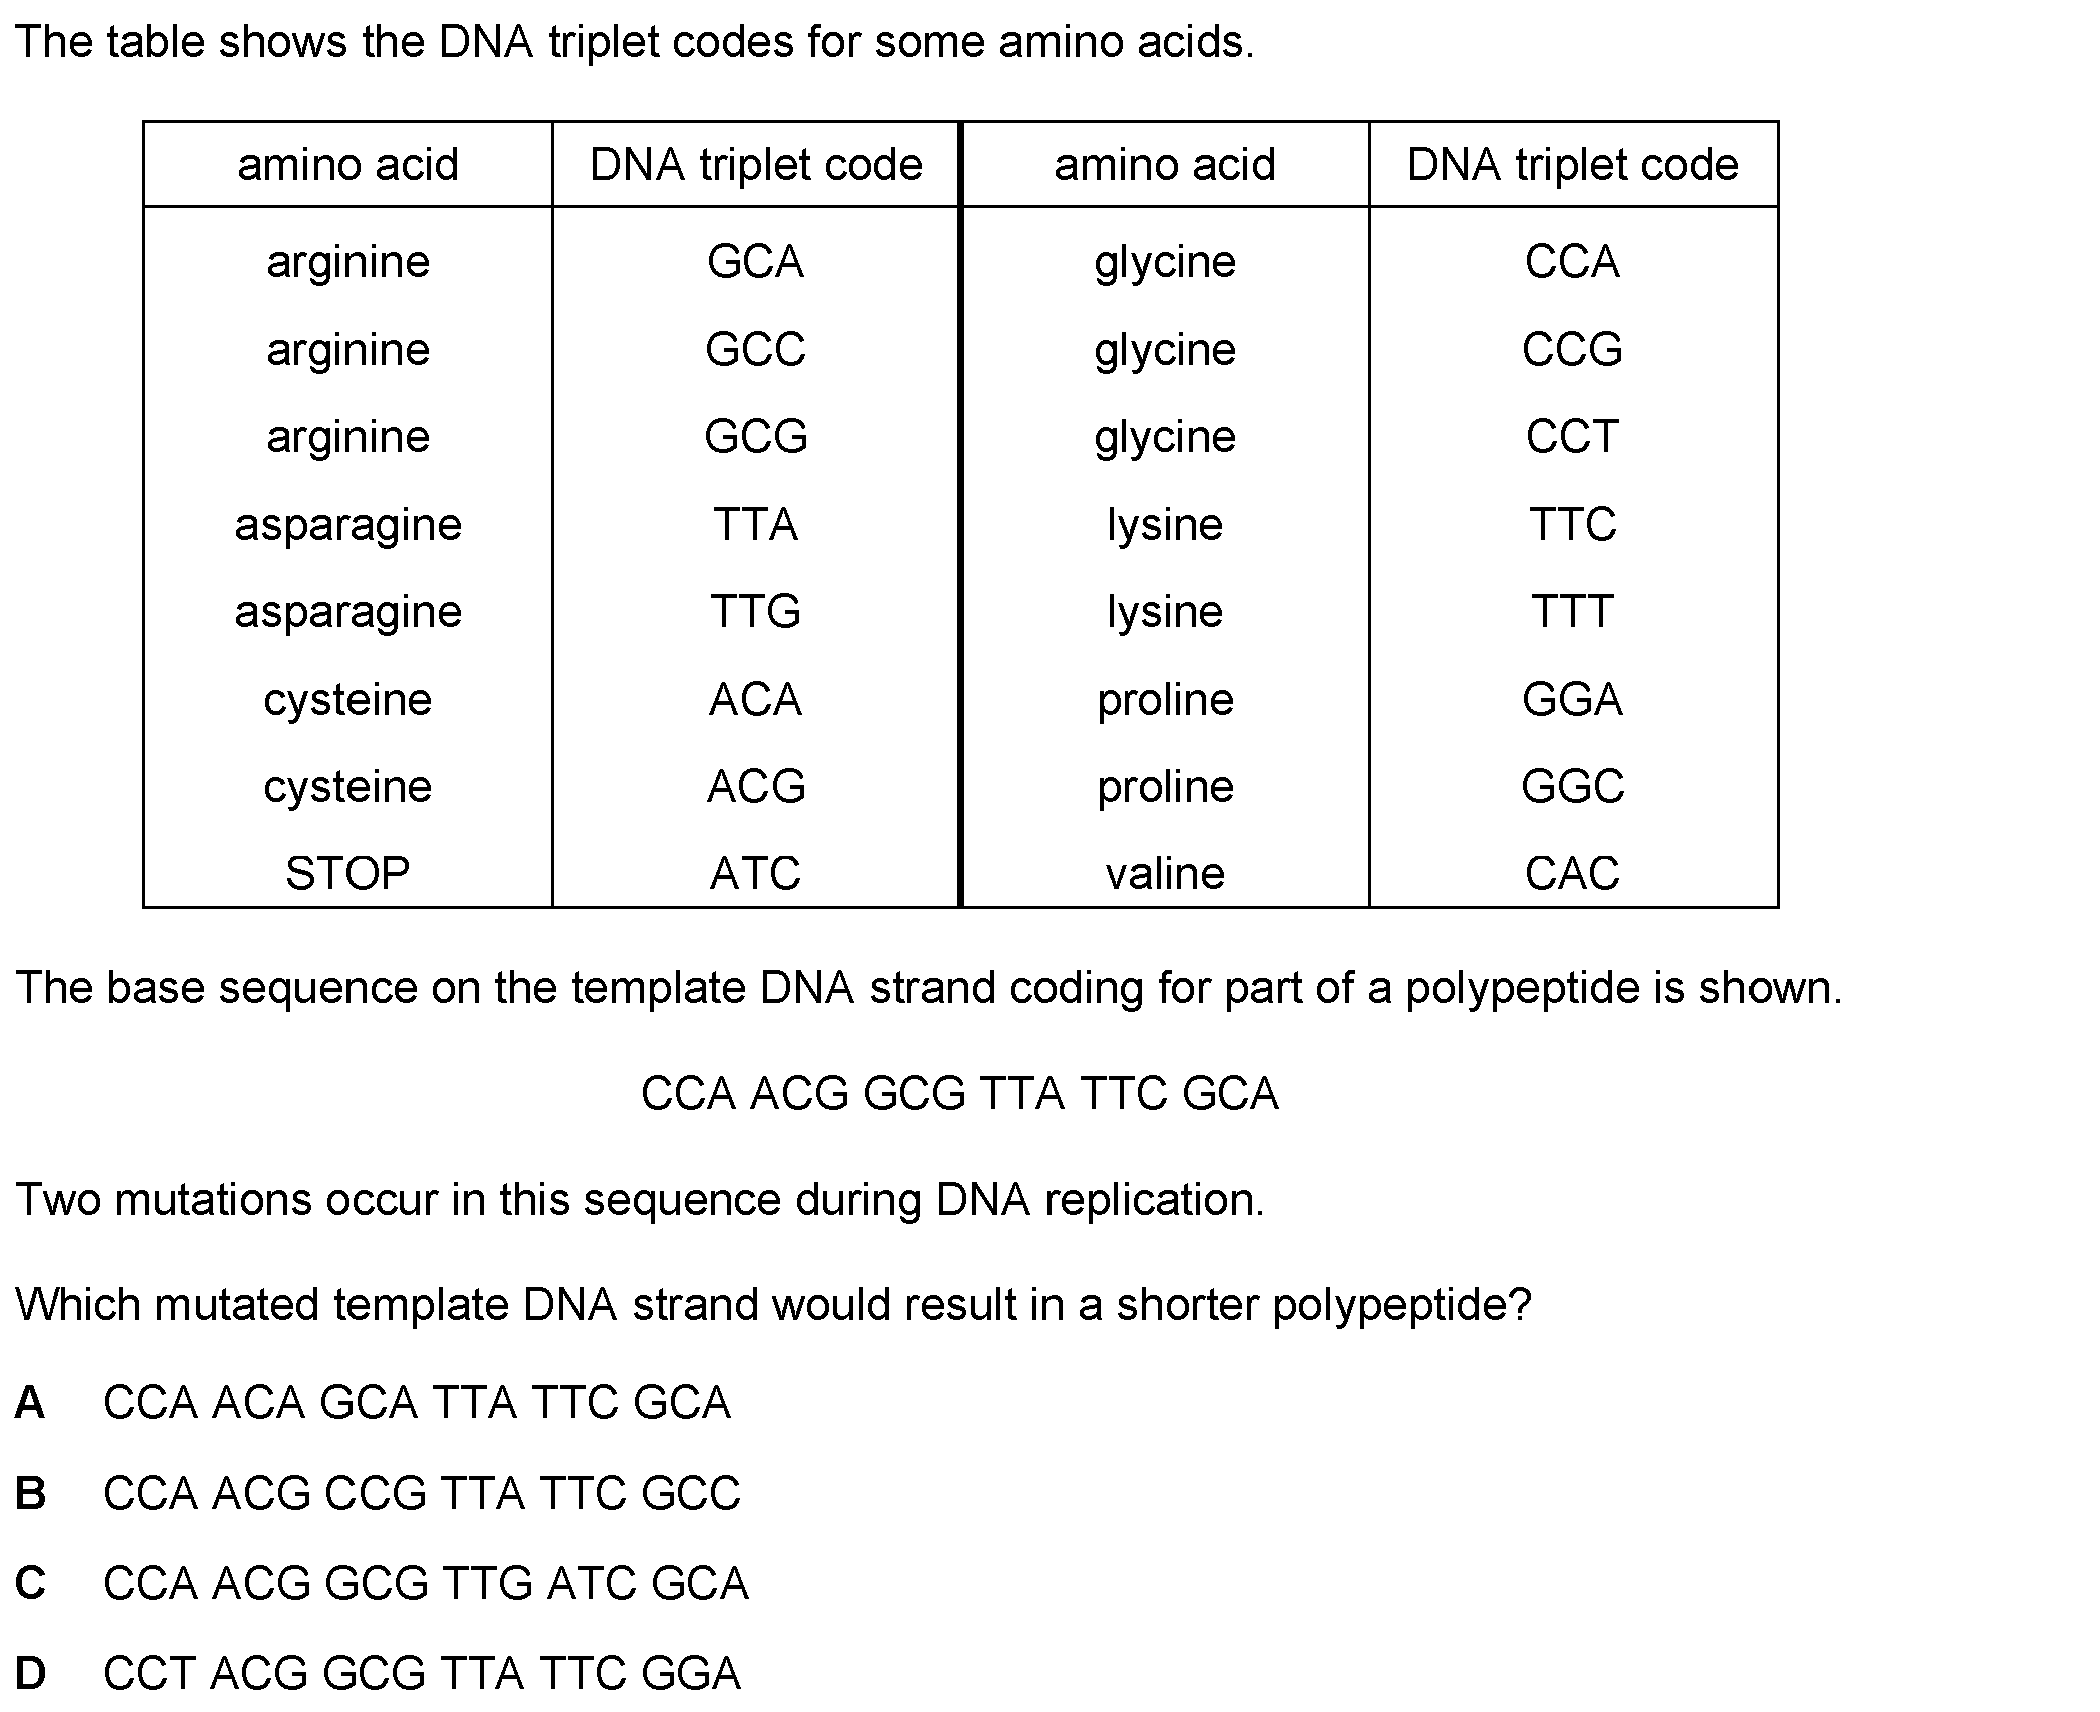 The table shows the DNA triplet codes for some amino acids.
amino acid DNA triplet code amino acid DNA triplet code
arginine GCA glycine CCA
arginine GCC glycine CCG
arginine GCG glycine CCT
asparagine TTA lysine TTC
asparagine TTG lysine TTT
cysteine ACA proline GGA
cysteine ACG proline GGC
STOP ATC valine CAC
The base sequence on the template DNA strand coding for part of a polypeptide is shown.
CCA ACG GCG TTA TTC GCA
Two mutations occur in this sequence during DNA replication.
Which mutated template DNA strand would result in a shorter polypeptide?
A CCA ACA GCA TTA TTC GCA
B CCA ACG CCG TTA TTC GCC
C CCA ACG GCG TTG ATC GCA
D CCT ACG GCG TTA TTC GGA